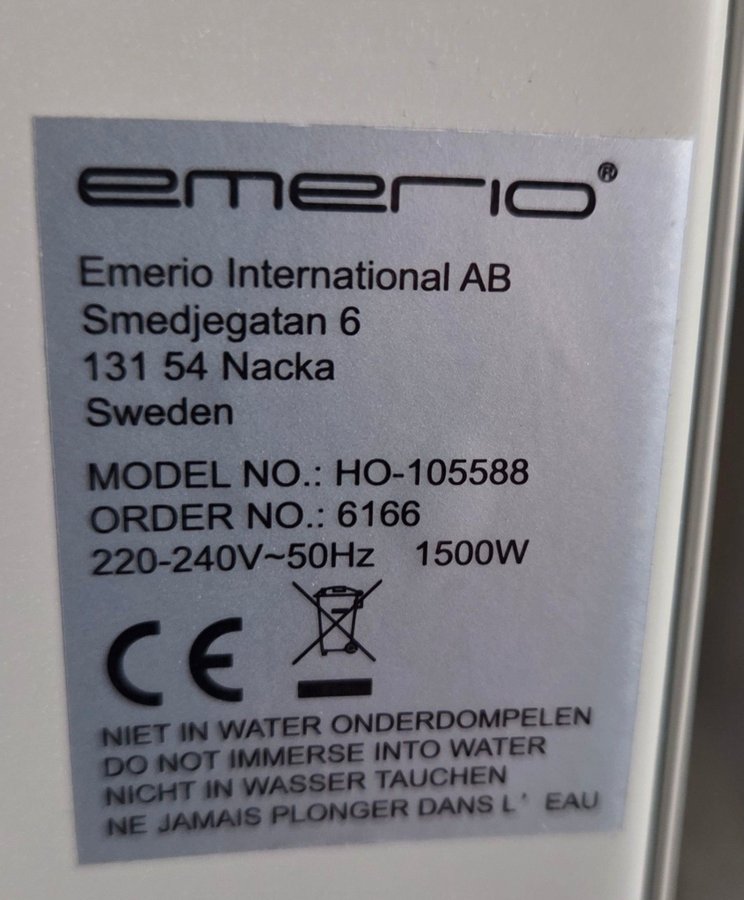 emerio®
Emerio International AB
Smedjegatan 6
131 54 Nacka
Sweden
MODEL NO.: HO-105588
ORDER NO.: 6166
220-240V~50Hz 1500W
CE
NIET IN WATER ONDERDOMPELEN
DO NOT IMMERSE INTO WATER
NICHT IN WASSER TAUCHEN
NE JAMAIS PLONGER DANS L' EAU